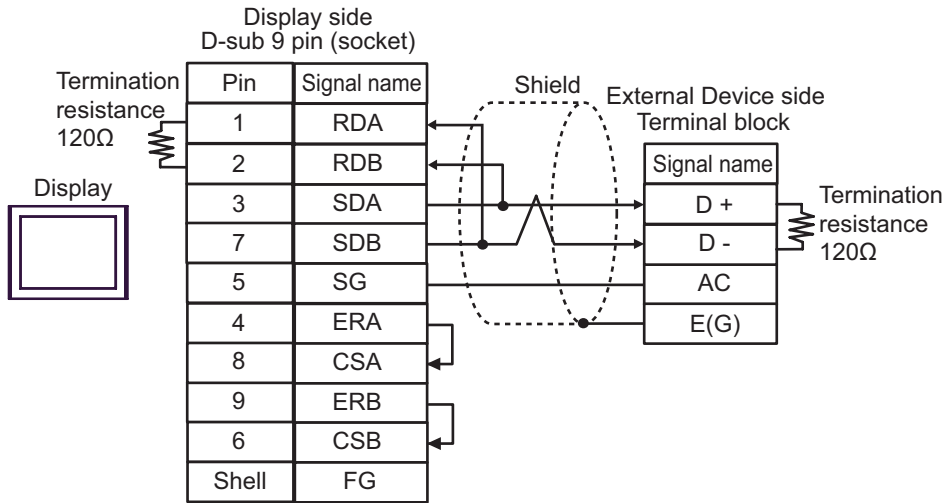 Display side
D-sub 9 pin (socket)
Termination
resistance
120Ω
Display
Pin Signal name
1 RDA
2 RDB
3 SDA
7 SDB
5 SG
4 ERA
8 CSA
9 ERB
6 CSB
Shell FG
Shield
External Device side
Terminal block
Signal name
D +
D -
AC
E(G)
Termination
resistance
120Ω